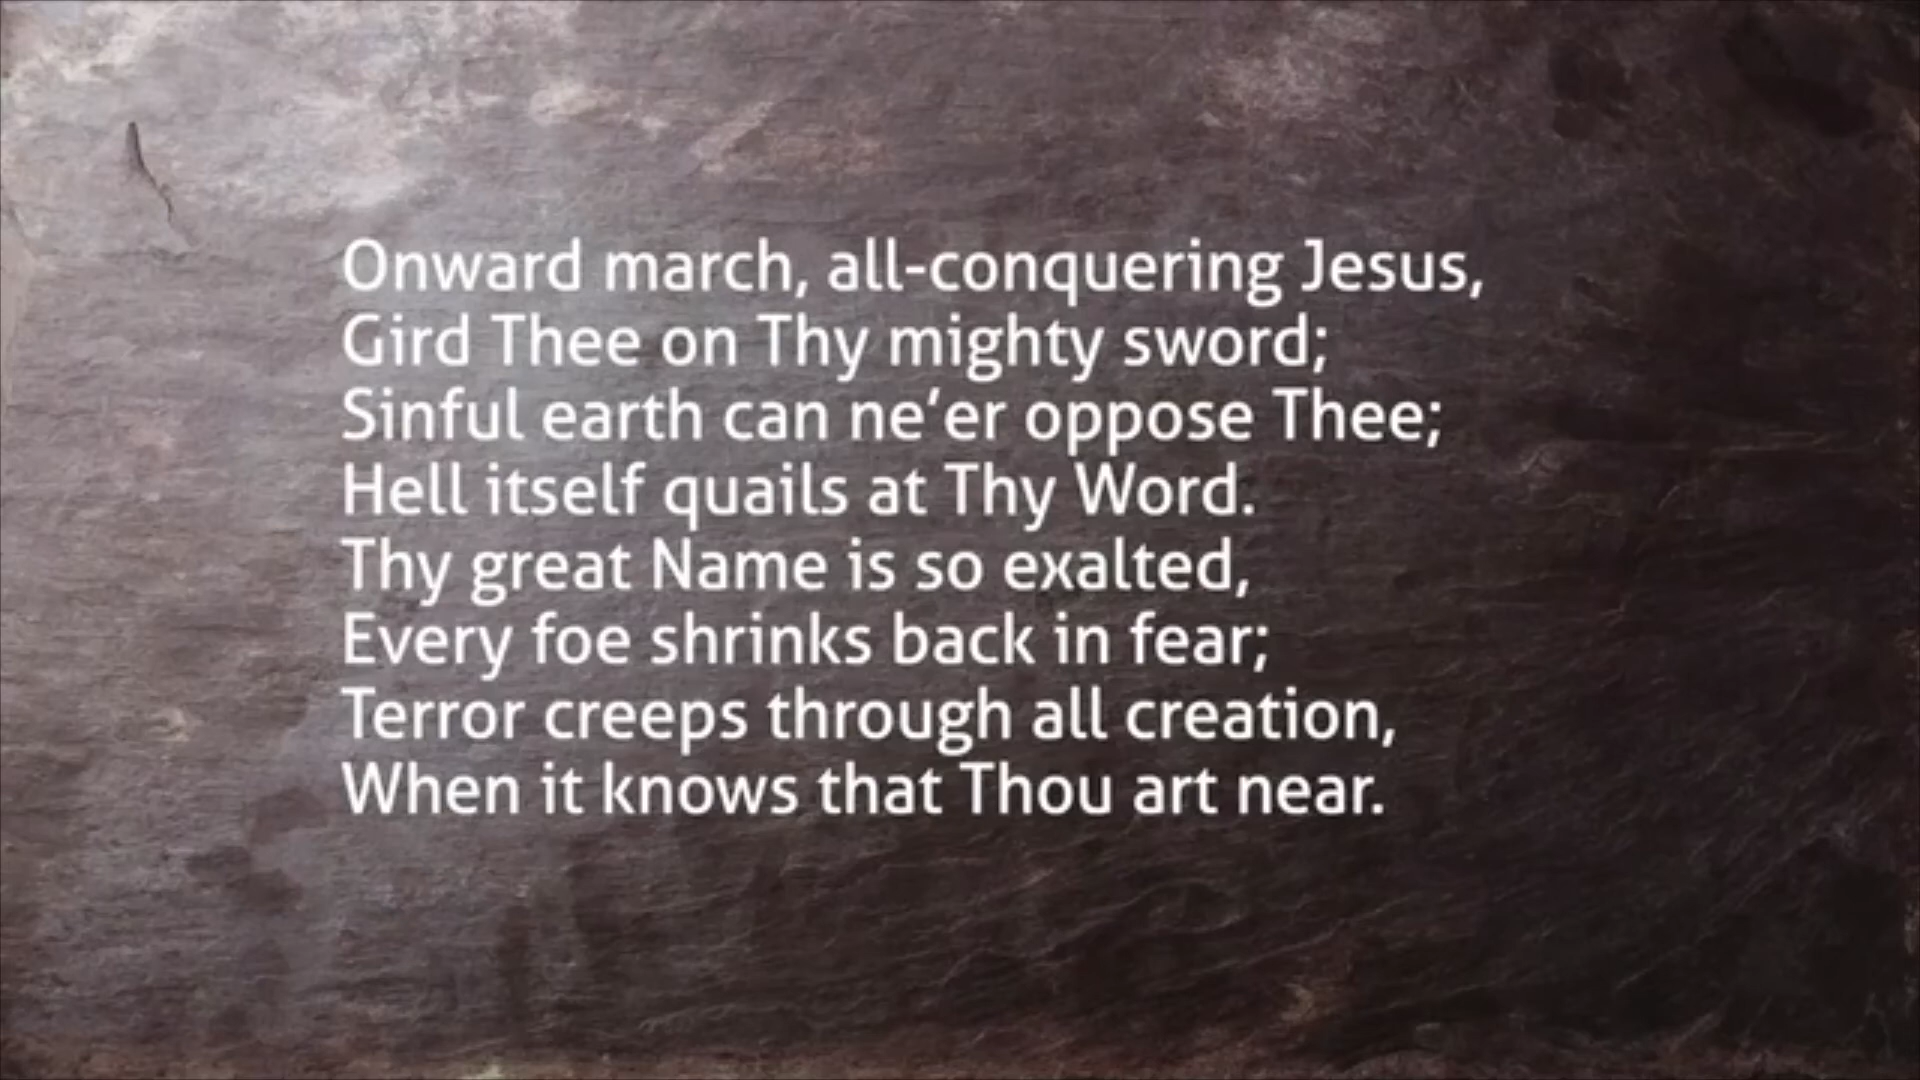 Onward march, all-conquering Jesus,
Gird Thee on Thy mighty sword;
Sinful earth can ne’er oppose Thee;
Hell itself quails at Thy Word.
Thy great Name is so exalted,
Every foe shrinks back in fear;
Terror creeps through all creation,
When it knows that Thou art near.